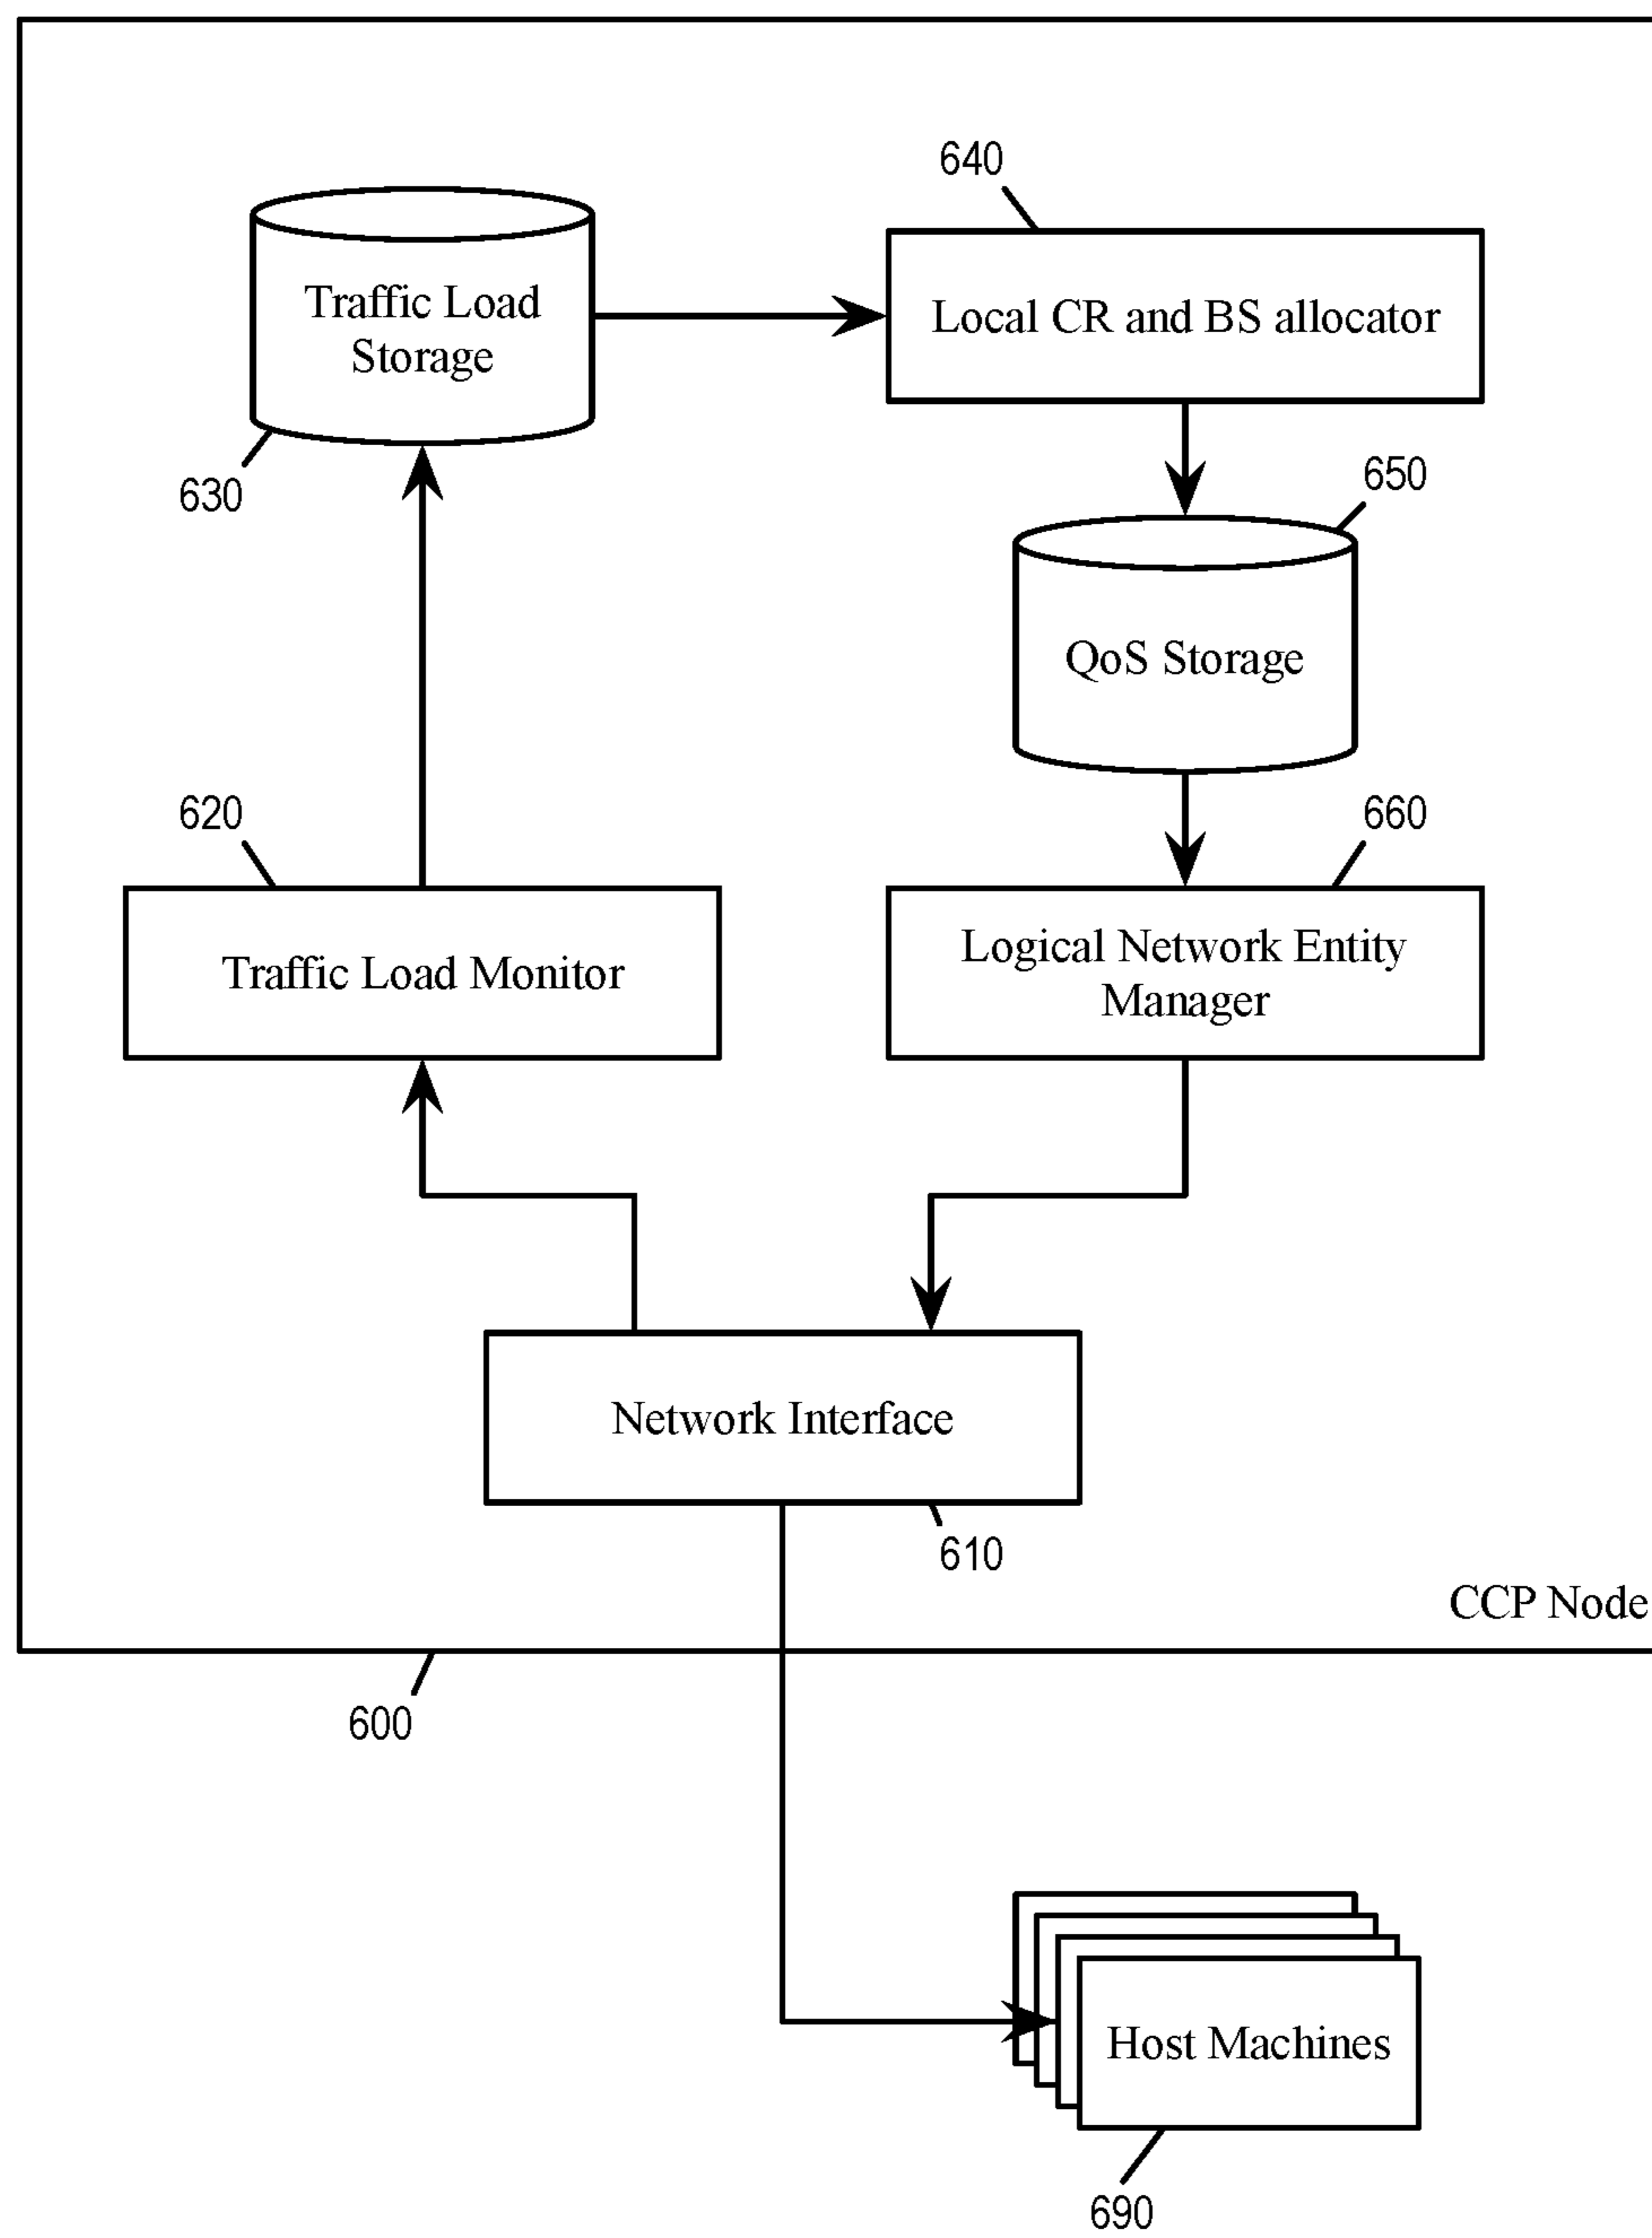 640
Traffic Load
Storage
Local CR and BS allocator
630
650
QoS Storage
620
660
Traffic Load Monitor
Logical Network Entity
Manager
Network Interface
610
CCP Node
600
Host Machines
690